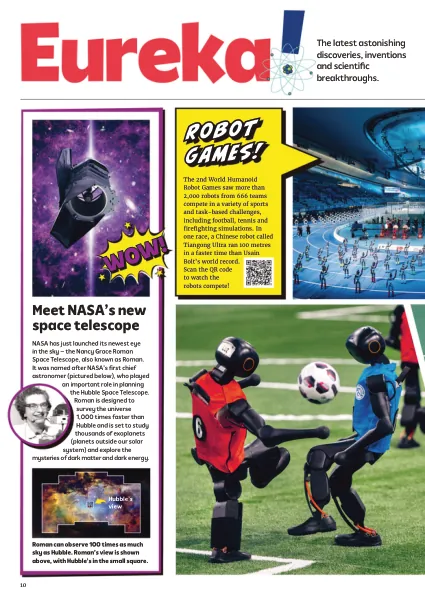 Eureka!
The latest astonishing
discoveries, inventions
and scientific
breakthroughs.
WOW!
Meet NASA's new
space telescope
NASA has just launched its newest eye
in the sky – the Nancy Grace Roman
Space Telescope, also known as Roman.
It was named after NASA's first chief
astronomer (pictured below), who played
an important role in planning
the Hubble Space Telescope.
Roman is designed to
survey the universe
1,000 times faster than
Hubble and is set to study
thousands of exoplanets
(planets outside our solar
system) and explore the
mysteries of dark matter and dark energy.
Hubble's
view
Roman can observe 100 times as much
sky as Hubble. Roman's view is shown
above, with Hubble's in the small square.
ROBOT
GAMES!
The 2nd World Humanoid
Robot Games saw more than
2,000 robots from 666 teams
compete in a variety of sports
and task-based challenges,
including football, tennis and
firefighting simulations. In
one race, a Chinese robot called
Tiangong Ultra ran 100 metres
in a faster time than Usain
Bolt's world record.
Scan the QR code
to watch the
robots compete!
6
10